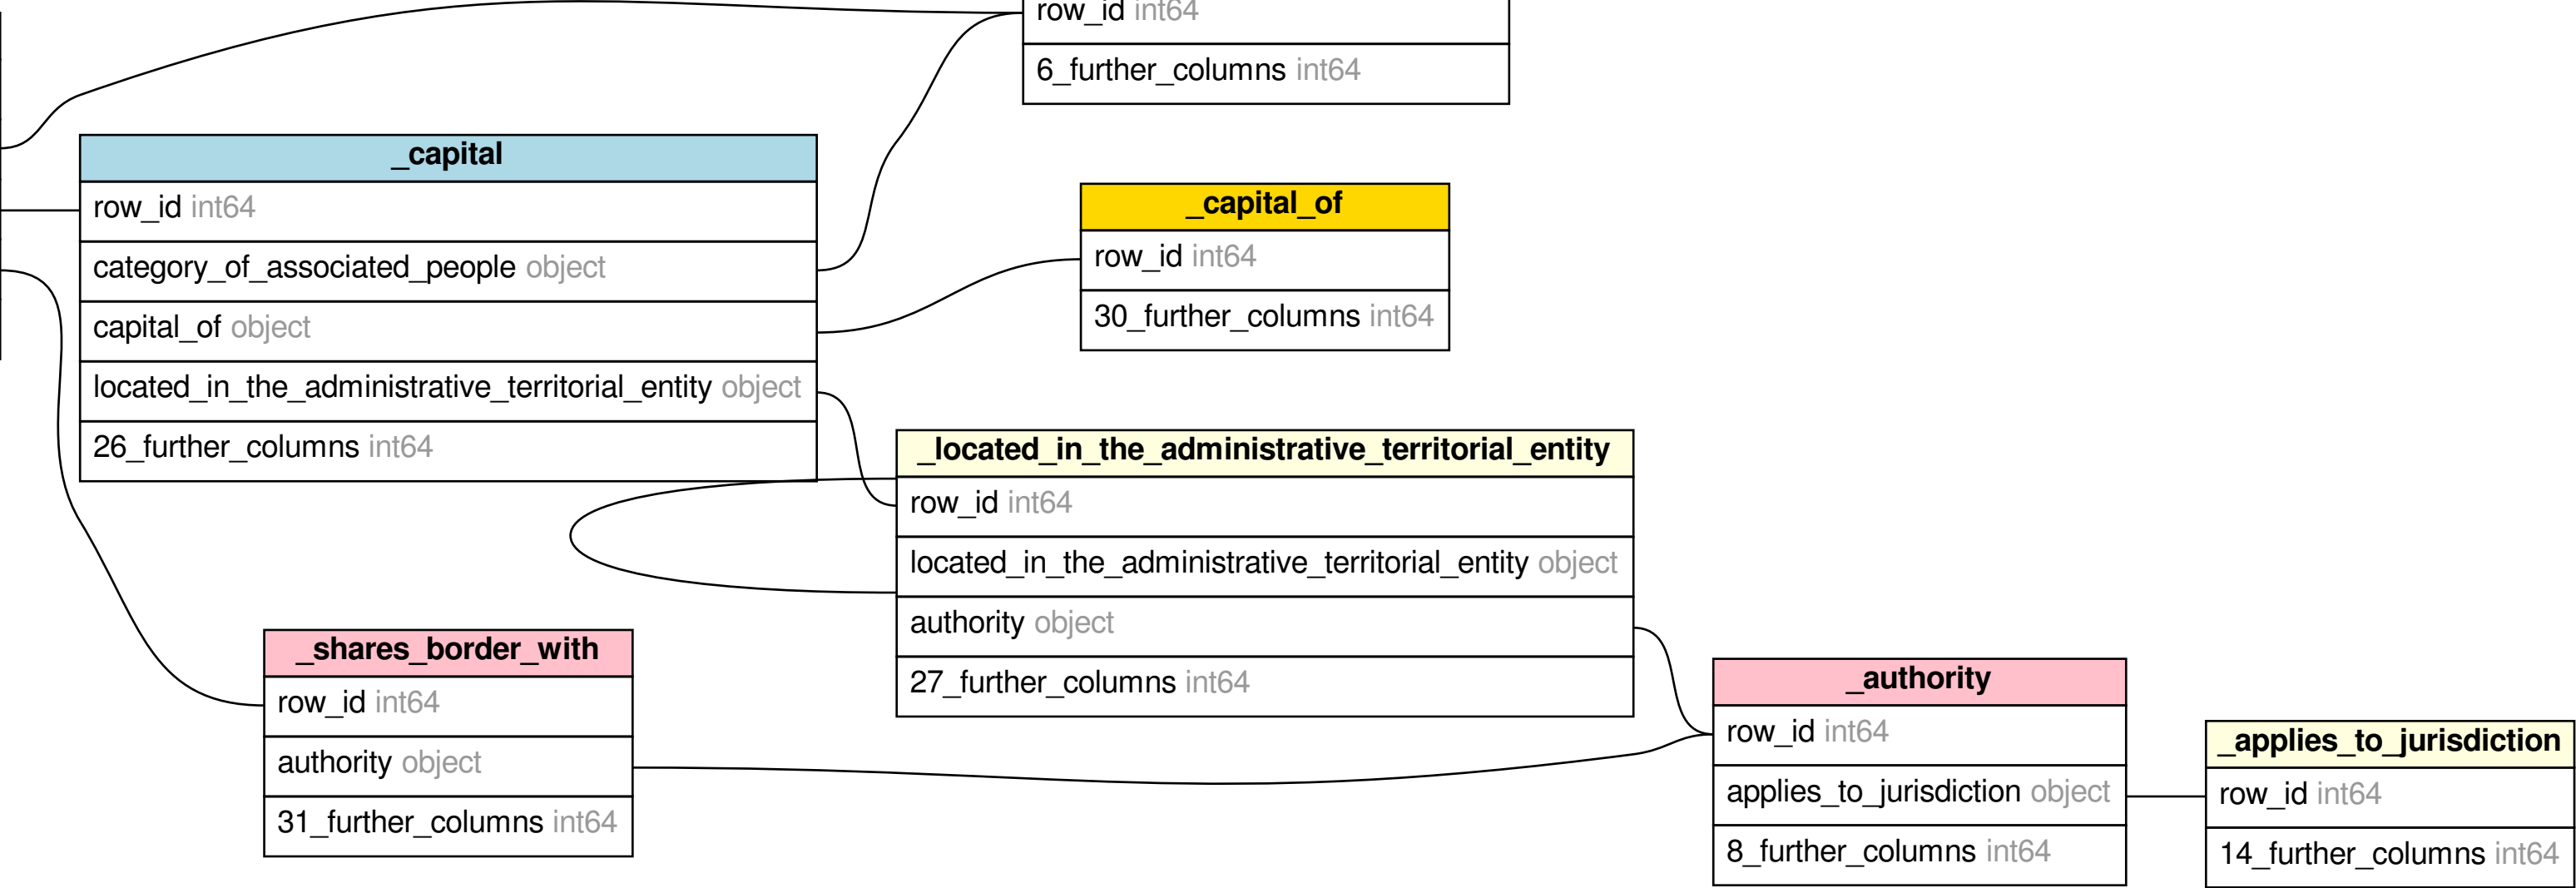 row_id int64
6_further_columns int64
_capital
row_id int64
category_of_associated_people object
capital_of object
located_in_the_administrative_territorial_entity object
26_further_columns int64
_capital_of
row_id int64
30_further_columns int64
_located_in_the_administrative_territorial_entity
row_id int64
located_in_the_administrative_territorial_entity object
authority object
27_further_columns int64
_shares_border_with
row_id int64
authority object
31_further_columns int64
_authority
row_id int64
applies_to_jurisdiction object
8_further_columns int64
_applies_to_jurisdiction
row_id int64
14_further_columns int64